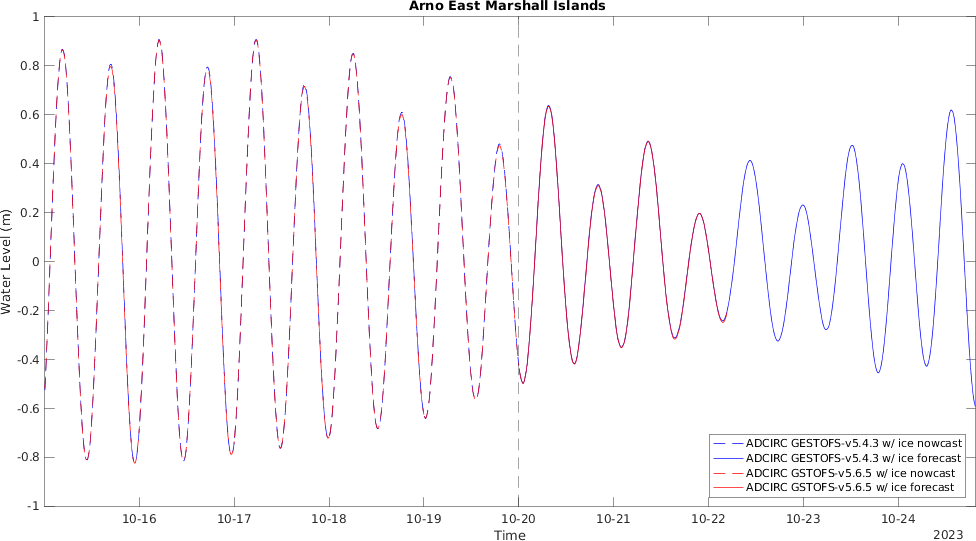 Arno East Marshall Islands
1
0.8
0.6
0.4
0.2
0
-0.2
-0.4
-0.6
-0.8
-1
Water Level (m)
10-16 10-17 10-18 10-19 10-20 10-21 10-22 10-23 10-24
Time
2023
ADCIRC GESTOFS-v5.4.3 w/ ice nowcast
ADCIRC GESTOFS-v5.4.3 w/ ice forecast
ADCIRC GSTOFS-v5.6.5 w/ ice nowcast
ADCIRC GSTOFS-v5.6.5 w/ ice forecast